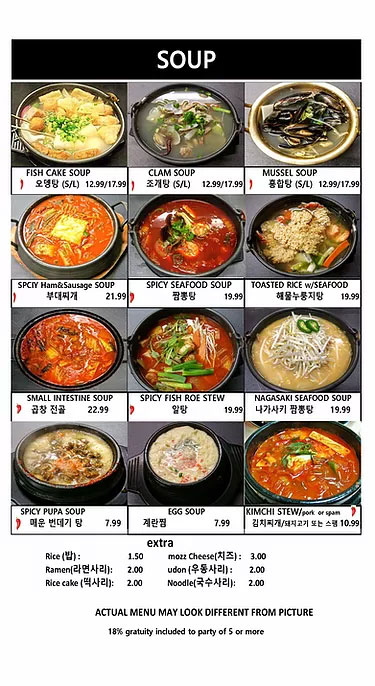 SOUP
FISH CAKE SOUP
오뎅탕 (S/L) 12.99/17.99
CLAM SOUP
조개탕 (S/L) 12.99/17.99
MUSSEL SOUP
홍합탕 (S/L) 12.99/17.99
SPCIY Ham&Sausage SOUP
부대찌개 21.99
SPICY SEAFOOD SOUP
짬뽕탕 19.99
TOASTED RICE w/SEAFOOD
해물누룽지탕 19.99
SMALL INTESTINE SOUP
곱창 전골 22.99
SPICY FISH ROE STEW
알탕 19.99
NAGASAKI SEAFOOD SOUP
나가사키 짬뽕탕 19.99
SPICY PUPA SOUP
매운 번데기 탕 7.99
EGG SOUP
계란찜 7.99
KIMCHI STEW/pork or spam
김치찌개/돼지고기 또는 스팸 10.99
extra
Rice (밥) : 1.50 mozz Cheese(치즈) : 3.00
Ramen(라면사리): 2.00 udon (우동사리) : 2.00
Rice cake (떡사리): 2.00 Noodle(국수사리): 2.00
ACTUAL MENU MAY LOOK DIFFERENT FROM PICTURE
18% gratuity included to party of 5 or more